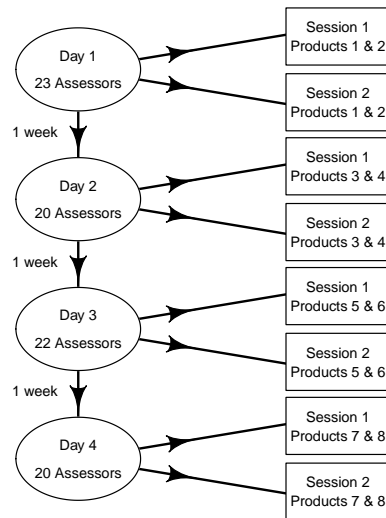 Day 1
23 Assessors
Session 1
Products 1 & 2
Session 2
Products 1 & 2
1 week
Day 2
20 Assessors
Session 1
Products 3 & 4
Session 2
Products 3 & 4
1 week
Day 3
22 Assessors
Session 1
Products 5 & 6
Session 2
Products 5 & 6
1 week
Day 4
20 Assessors
Session 1
Products 7 & 8
Session 2
Products 7 & 8